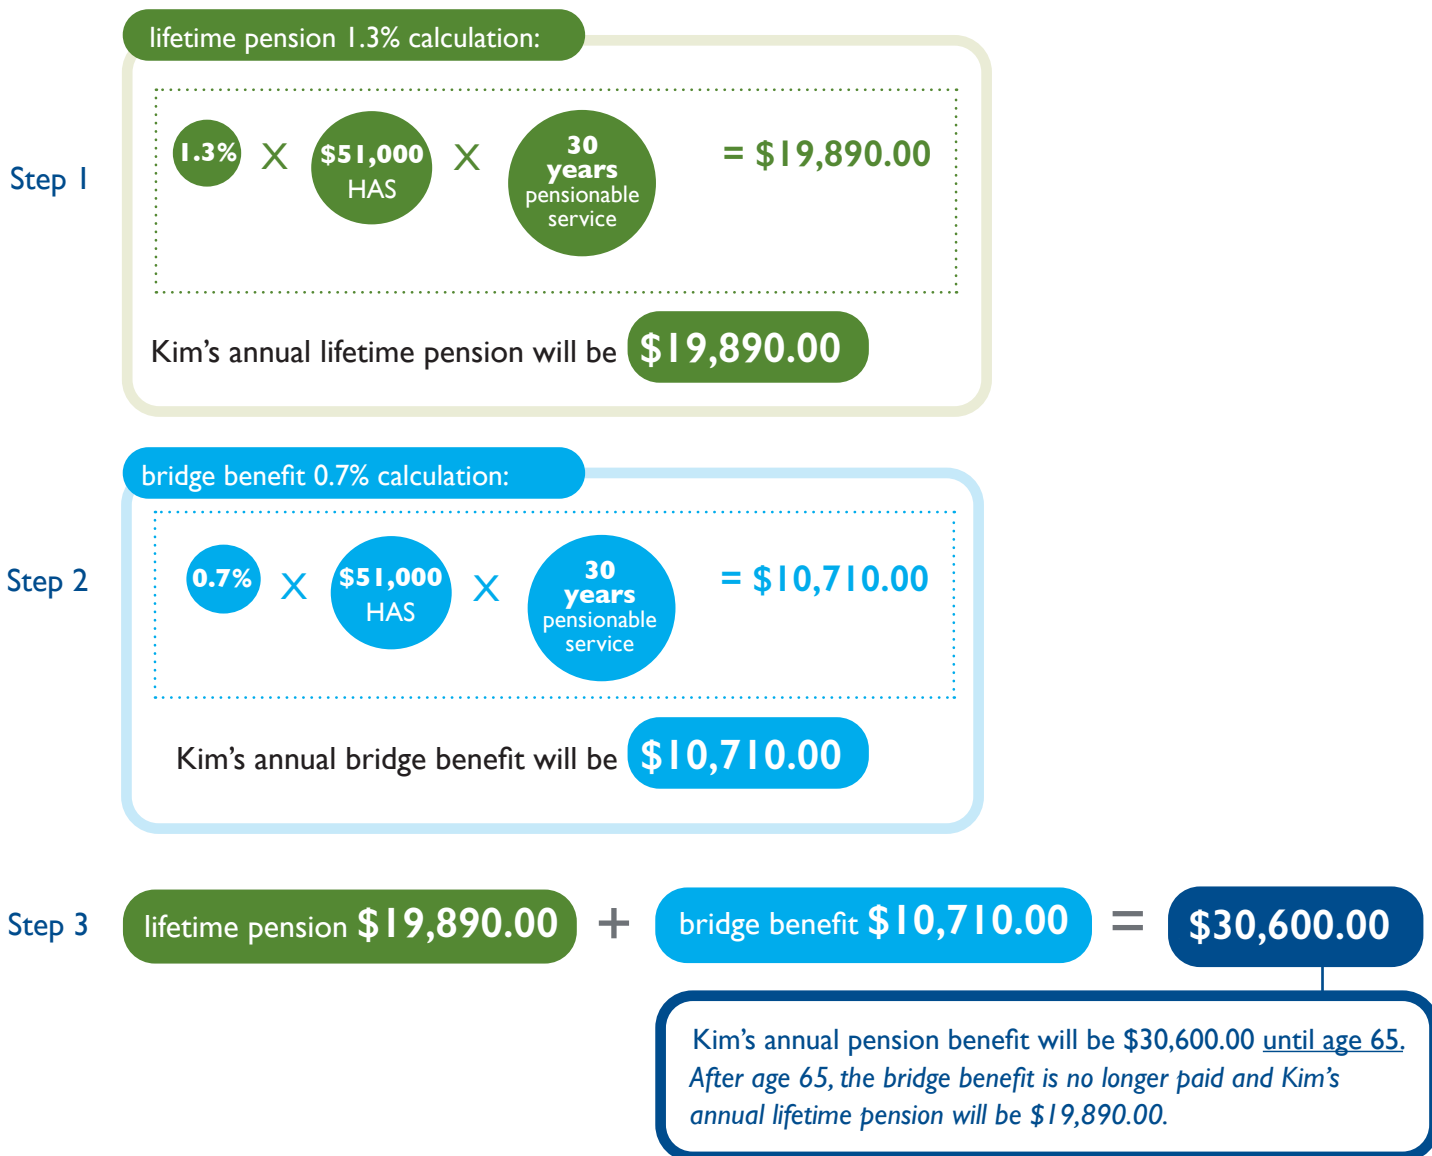 lifetime pension 1.3% calculation:
Step 1
1.3% X $51,000 HAS X 30 years pensionable service = $19,890.00
Kim's annual lifetime pension will be $19,890.00
bridge benefit 0.7% calculation:
Step 2
0.7% X $51,000 HAS X 30 years pensionable service = $10,710.00
Kim's annual bridge benefit will be $10,710.00
Step 3 lifetime pension $19,890.00 + bridge benefit $10,710.00 = $30,600.00
Kim's annual pension benefit will be $30,600.00 until age 65.
After age 65, the bridge benefit is no longer paid and Kim's
annual lifetime pension will be $19,890.00.